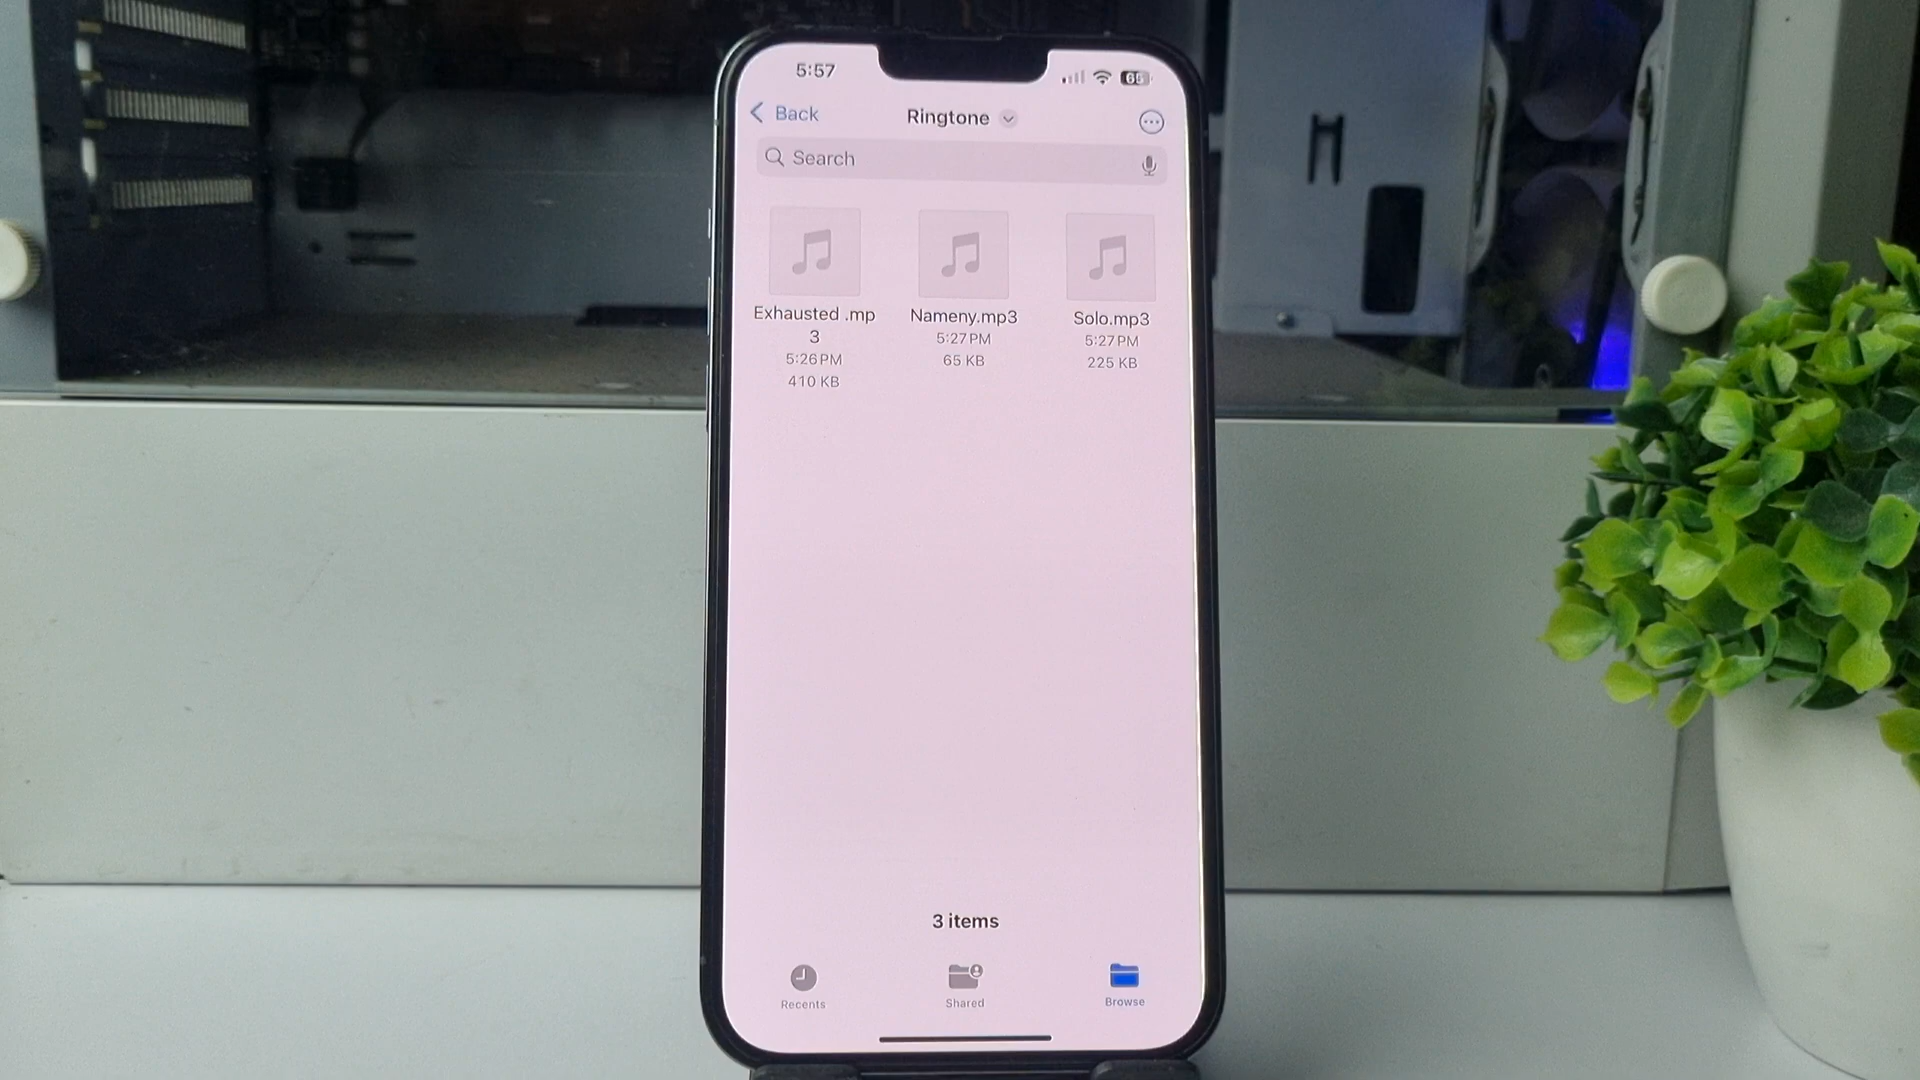 5:57
65
Back
Ringtone
Search
Exhausted .mp
3
5:26 PM
410 KB
Nameny.mp3
5:27 PM
65 KB
Solo.mp3
5:27 PM
225 KB
3 items
Recents
Shared
Browse